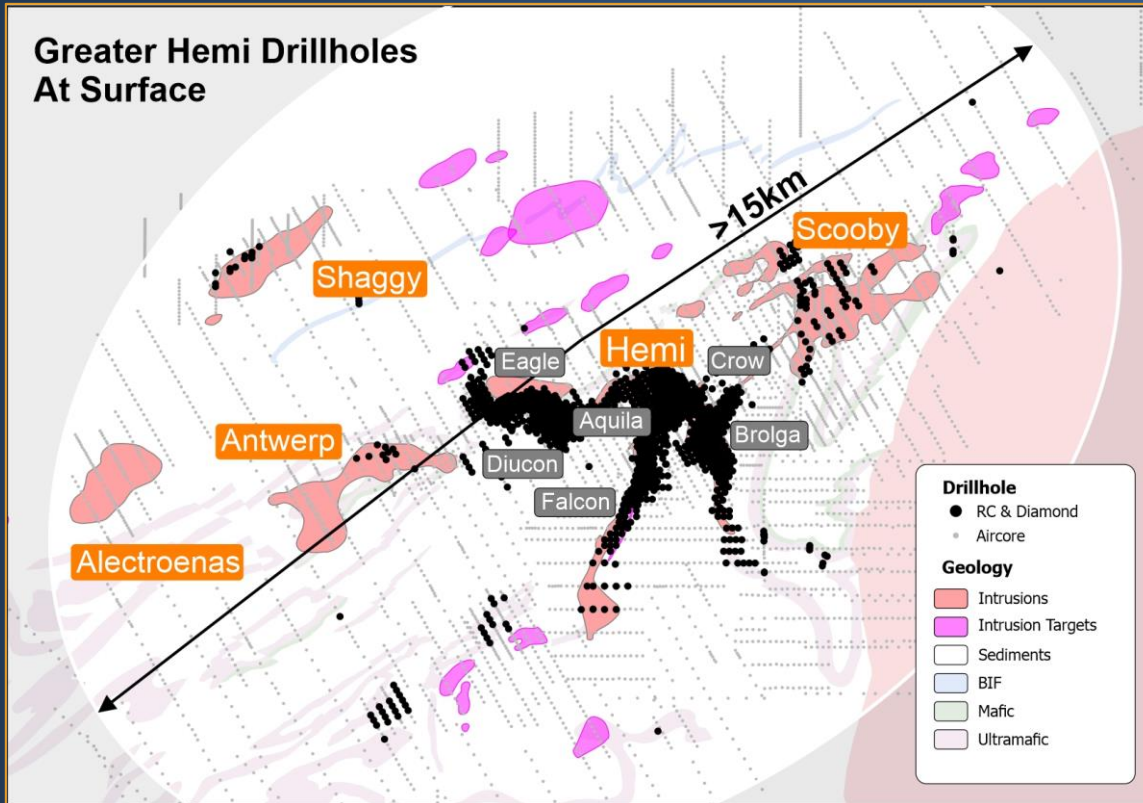 Greater Hemi Drillholes
At Surface
>15km
Scooby
Shaggy
Hemi
Eagle
Crow
Aquila
Antwerp
Brolga
Diucon
Falcon
Alectroenas
Drillhole
RC & Diamond
Aircore
Geology
Intrusions
Intrusion Targets
Sediments
BIF
Mafic
Ultramafic